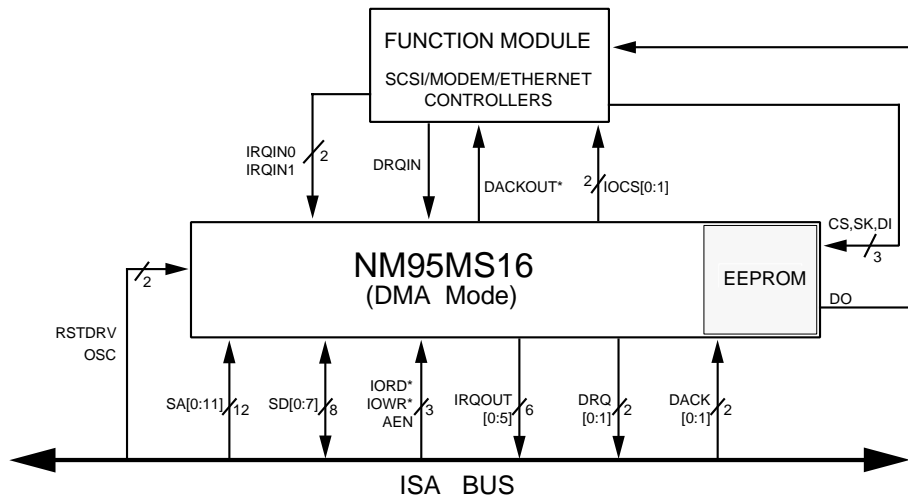 FUNCTION MODULE
SCSI/MODEM/ETHERNET
CONTROLLERS
IRQIN0
IRQIN1
2
DRQIN
DACKOUT*
2
IOCS[0:1]
CS,SK,DI
3
NM95MS16
(DMA Mode)
EEPROM
DO
2
RSTDRV
OSC
SA[0:11]
12
SD[0:7]
8
IORD*
IOWR*
AEN
3
IRQOUT
[0:5]
6
DRQ
[0:1]
2
DACK
[0:1]
2
ISA BUS